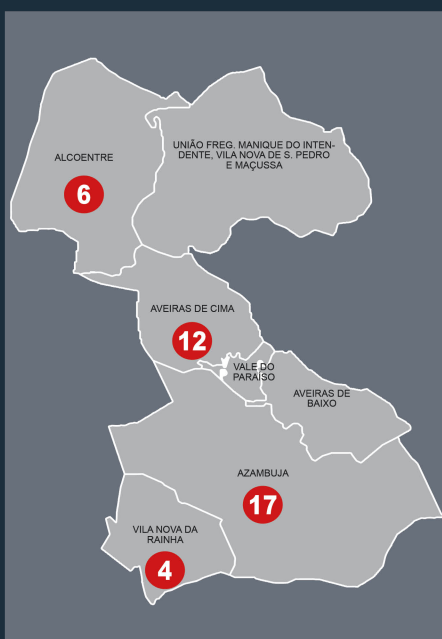 UNIÃO FREG. MANIQUE DO INTEN-
DENTE, VILA NOVA DE S. PEDRO
E MAÇUSSA
ALCOENTRE
6
AVEIRAS DE CIMA
12
VALE DO
PARAÍSO
AVEIRAS DE
BAIXO
AZAMBUJA
17
VILA NOVA DA
RAINHA
4